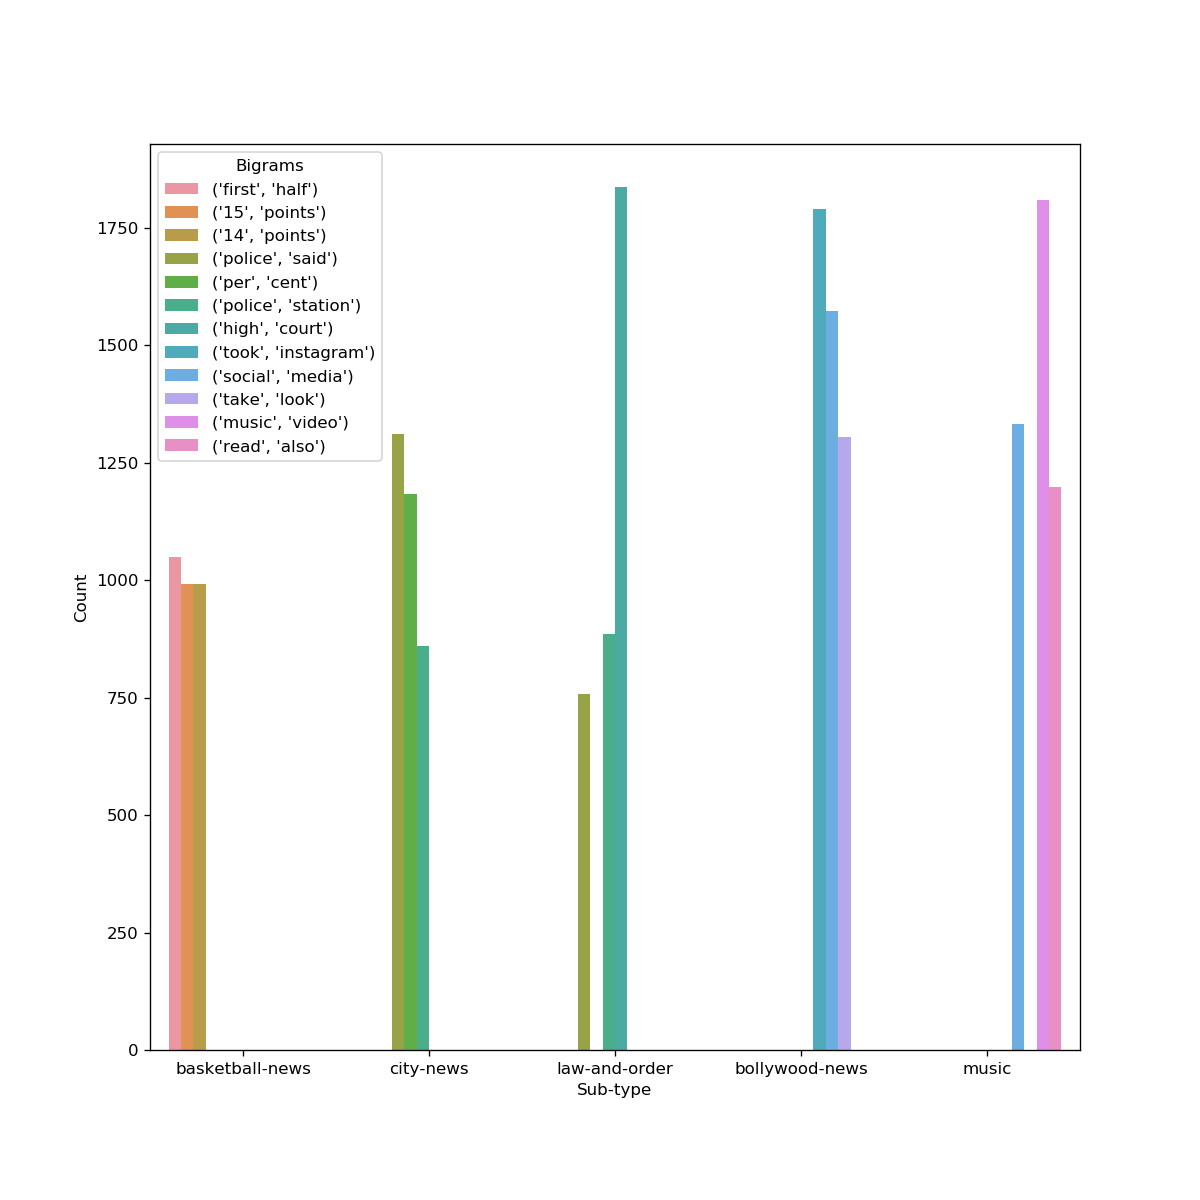 Bigrams
('first', 'half')
('15', 'points')
('14', 'points')
('police', 'said')
('per', 'cent')
('police', 'station')
('high', 'court')
('took', 'instagram')
('social', 'media')
('take', 'look')
('music', 'video')
('read', 'also')
1750
1500
1250
1000
750
500
250
0
Count
basketball-news city-news law-and-order bollywood-news music
Sub-type